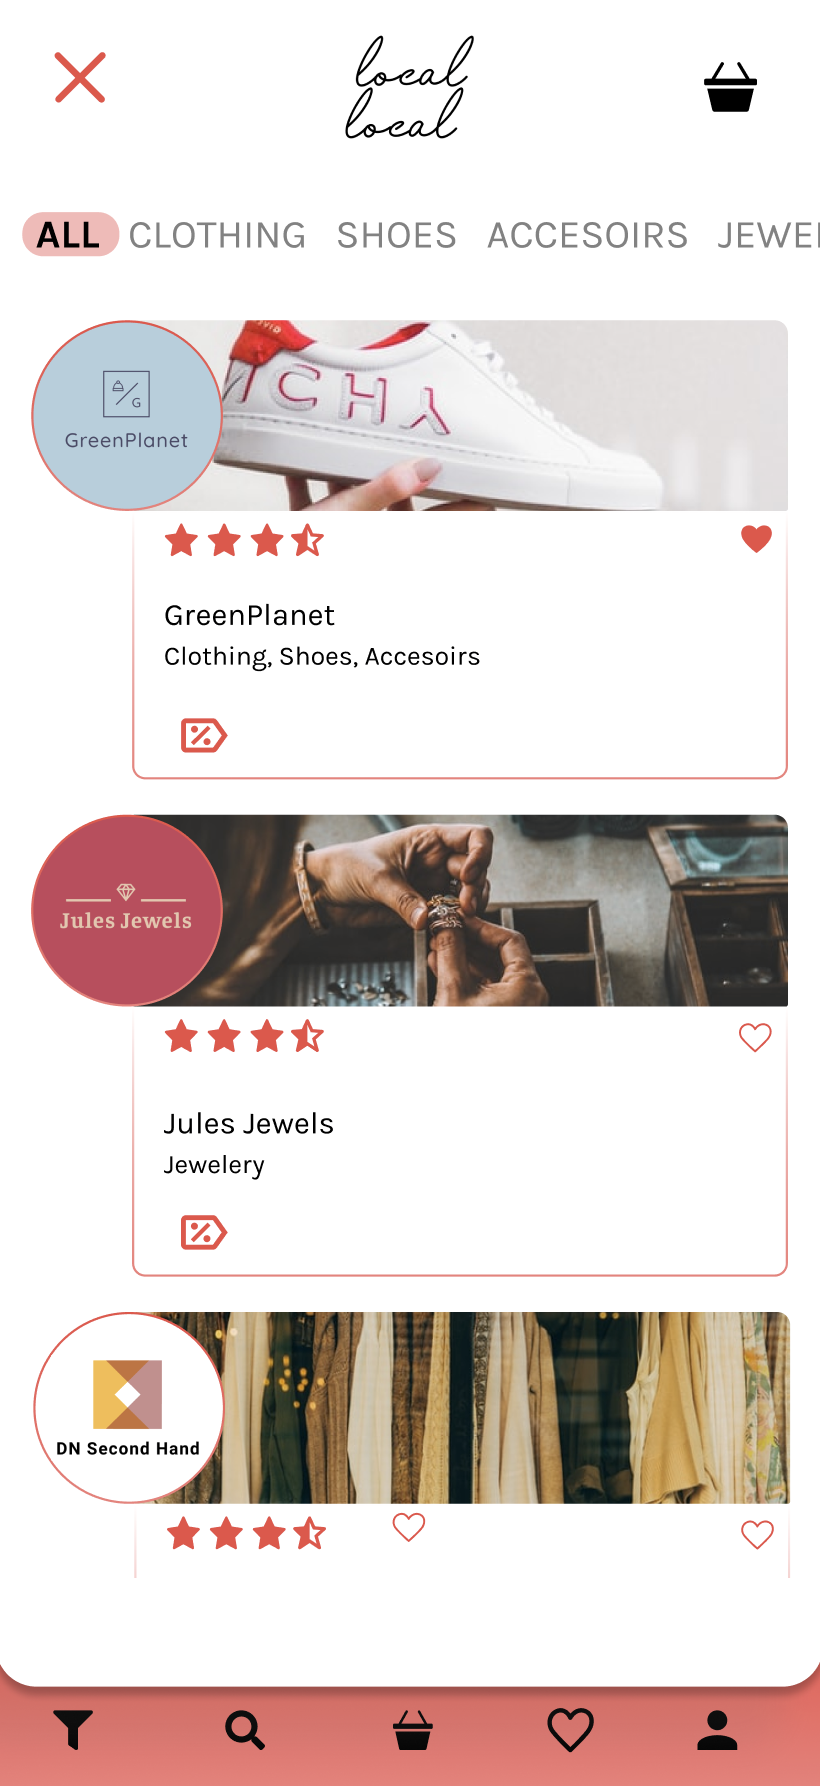 local
local
ALL CLOTHING SHOES ACCESOIRS
GreenPlanet
G
GreenPlanet
Clothing, Shoes, Accesoirs
Jules Jewels
Jules Jewels
Jewelery
DN Second Hand